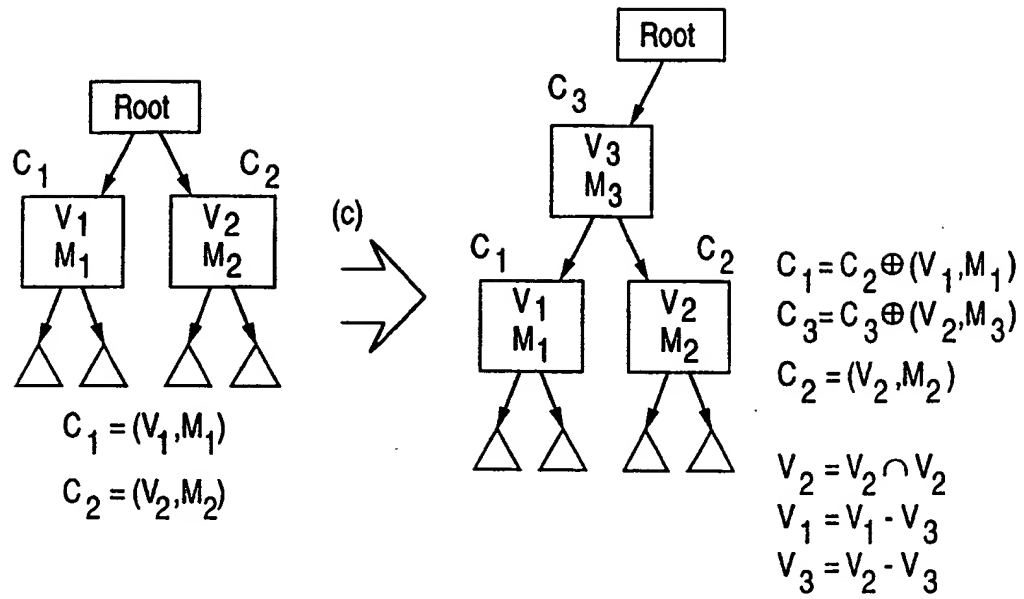 Root
C1
C2
V1
M1
V2
M2
C1 = (V1,M1)
C2 = (V2,M2)
(c)
Root
C3
V3
M3
C1
C2
V1
M1
V2
M2
C1=C2⊕(V1,M1)
C3=C3⊕(V2,M3)
C2=(V2,M2)
V2=V2∩V2
V1=V1-V3
V3=V2-V3